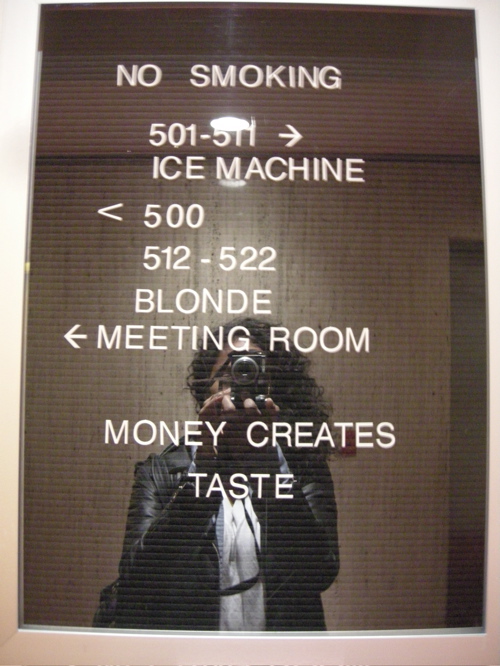 NO SMOKING
501-511 →
ICE MACHINE
< 500
512 - 522
BLONDE
← MEETING ROOM
MONEY CREATES
TASTE